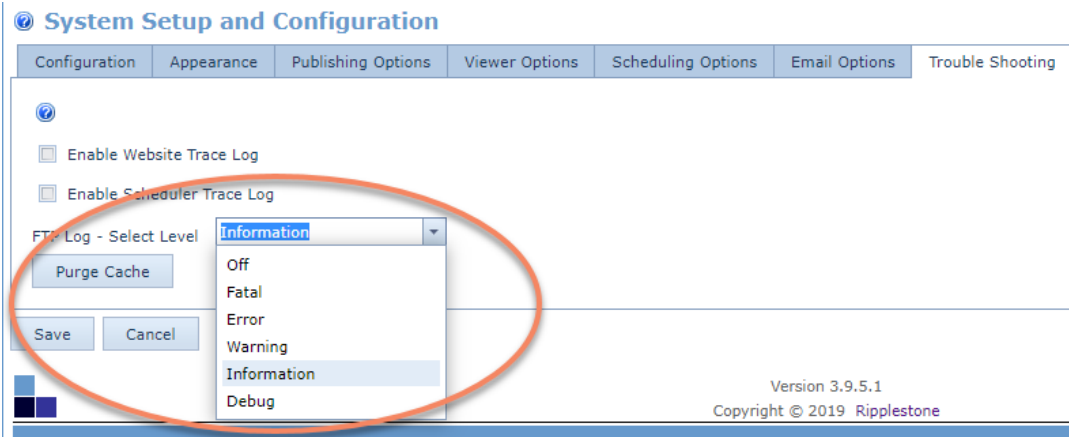 System Setup and Configuration
Configuration Appearance Publishing Options Viewer Options Scheduling Options Email Options Trouble Shooting
Enable Website Trace Log
Enable Scheduler Trace Log
FTP Log - Select Level Information
Off
Purge Cache
Fatal
Error
Save Cancel
Warning
Information
Debug
Version 3.9.5.1
Copyright © 2019 Ripplestone